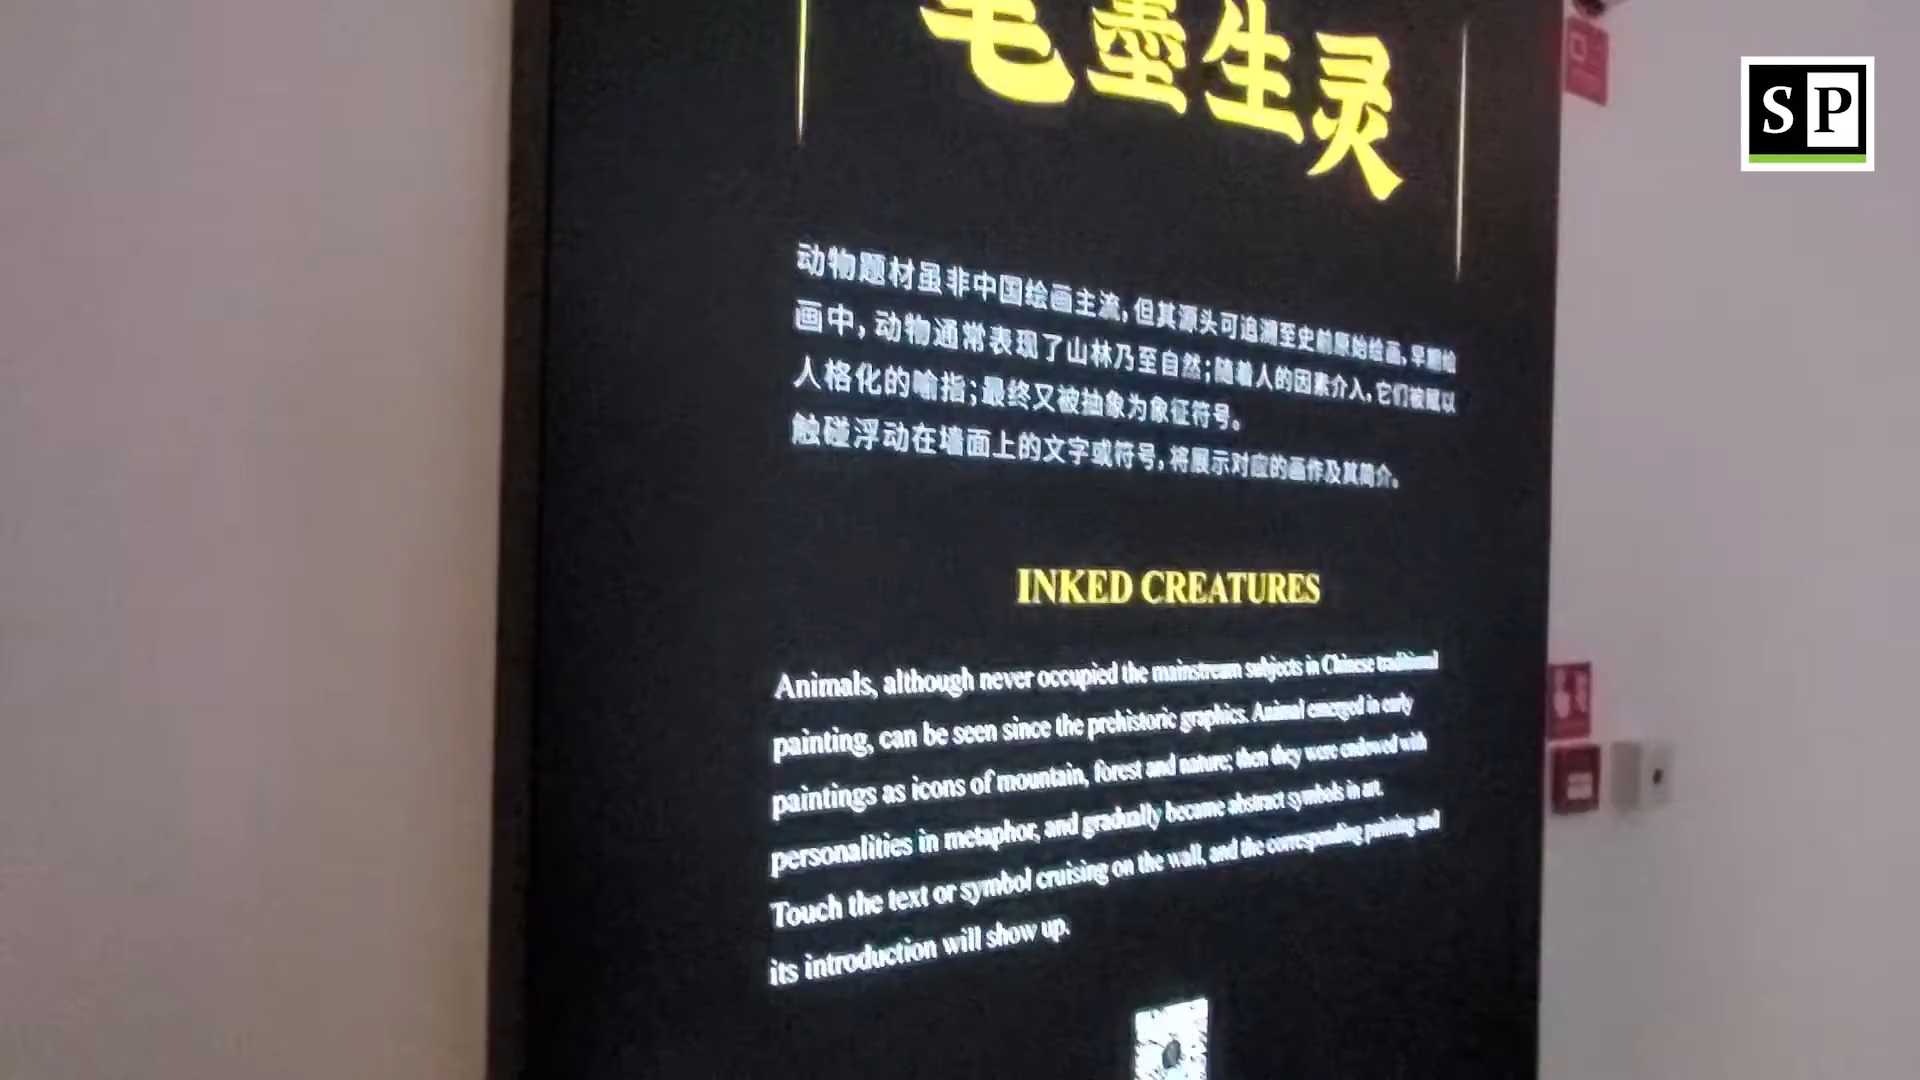 笔墨生灵
动物题材虽非中国绘画主流,但其源头可追溯至史前原始绘画,早期绘
画中,动物通常表现了山林乃至自然;随着人的因素介入,它们被赋以
人格化的喻指;最终又被抽象为象征符号。
触碰浮动在墙面上的文字或符号,将展示对应的画作及其简介。
INKED CREATURES
Animals, although never occupied the mainstream subjects in Chinese traditional
painting, can be seen since the prehistoric graphics. Animal emerged in early
paintings as icons of mountain, forest and nature; then they were endowed with
personalities in metaphor, and gradually became abstract symbols in art.
Touch the text or symbol cruising on the wall, and the corresponding painting and
its introduction will show up.
SP